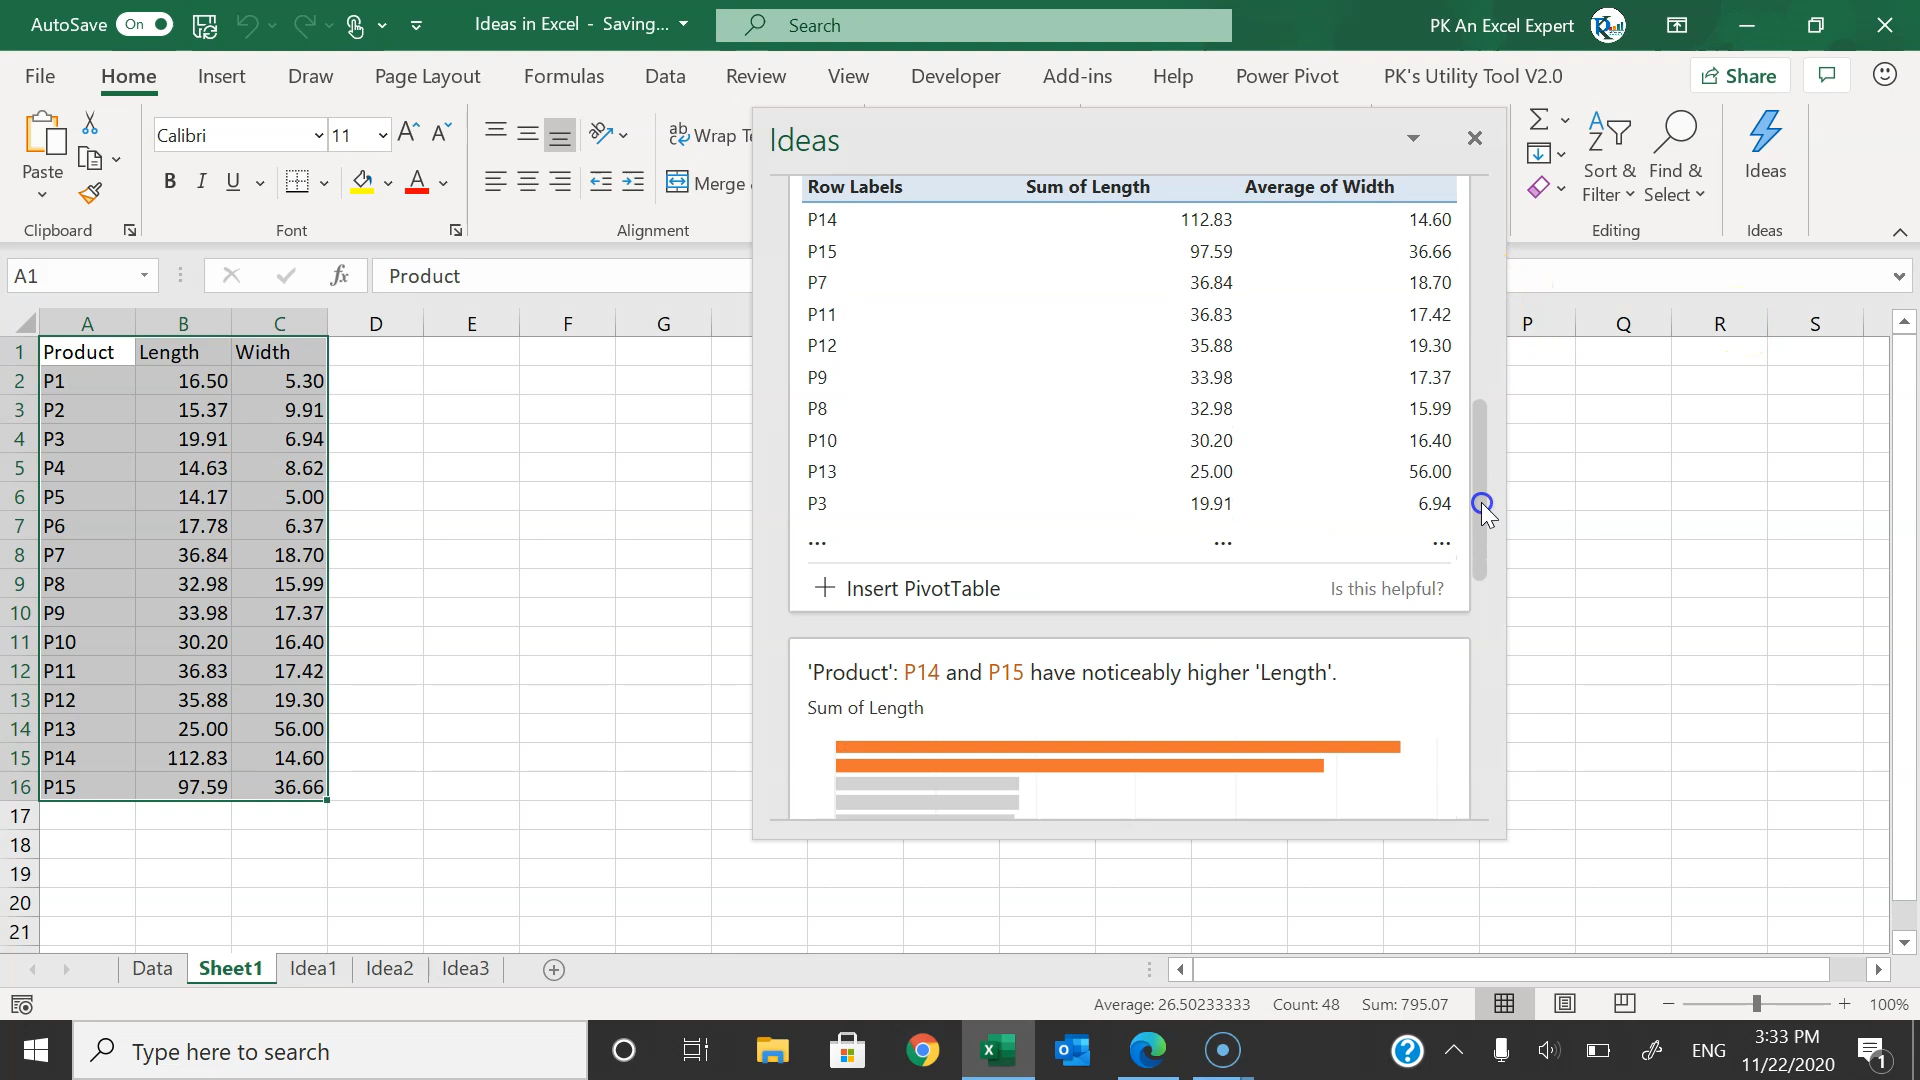 AutoSave On Ideas in Excel - Saving... Search PK An Excel Expert
File Home Insert Draw Page Layout Formulas Data Review View Developer Add-ins Help Power Pivot PK's Utility Tool V2.0 Share
Paste
Calibri 11
B I U
ab Wrap Te
Merge
Clipboard Font Alignment
Sort & Filter
Find & Select
Ideas
Editing Ideas
A1 fx Product
A B C D E F G P Q R S
1 Product Length Width
2 P1 16.50 5.30
3 P2 15.37 9.91
4 P3 19.91 6.94
5 P4 14.63 8.62
6 P5 14.17 5.00
7 P6 17.78 6.37
8 P7 36.84 18.70
9 P8 32.98 15.99
10 P9 33.98 17.37
11 P10 30.20 16.40
12 P11 36.83 17.42
13 P12 35.88 19.30
14 P13 25.00 56.00
15 P14 112.83 14.60
16 P15 97.59 36.66
17
18
19
20
21
Ideas
Row Labels Sum of Length Average of Width
P14 112.83 14.60
P15 97.59 36.66
P7 36.84 18.70
P11 36.83 17.42
P12 35.88 19.30
P9 33.98 17.37
P8 32.98 15.99
P10 30.20 16.40
P13 25.00 56.00
P3 19.91 6.94
... ... ...
Insert PivotTable Is this helpful?
'Product': P14 and P15 have noticeably higher 'Length'.
Sum of Length
Data Sheet1 Idea1 Idea2 Idea3
Average: 26.50233333 Count: 48 Sum: 795.07 100%
Type here to search ENG 3:33 PM
11/22/2020 1